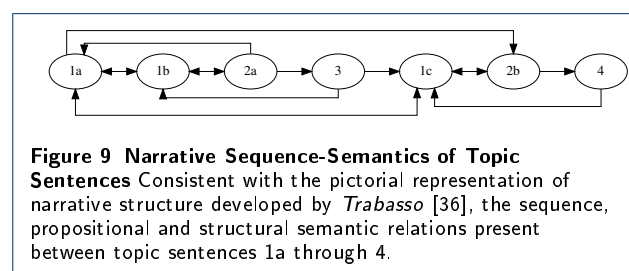 1a 1b 2a 3 1c 2b 4
Figure 9 Narrative Sequence-Semantics of Topic
Sentences Consistent with the pictorial representation of
narrative structure developed by Trabasso [36], the sequence,
propositional and structural semantic relations present
between topic sentences 1a through 4.